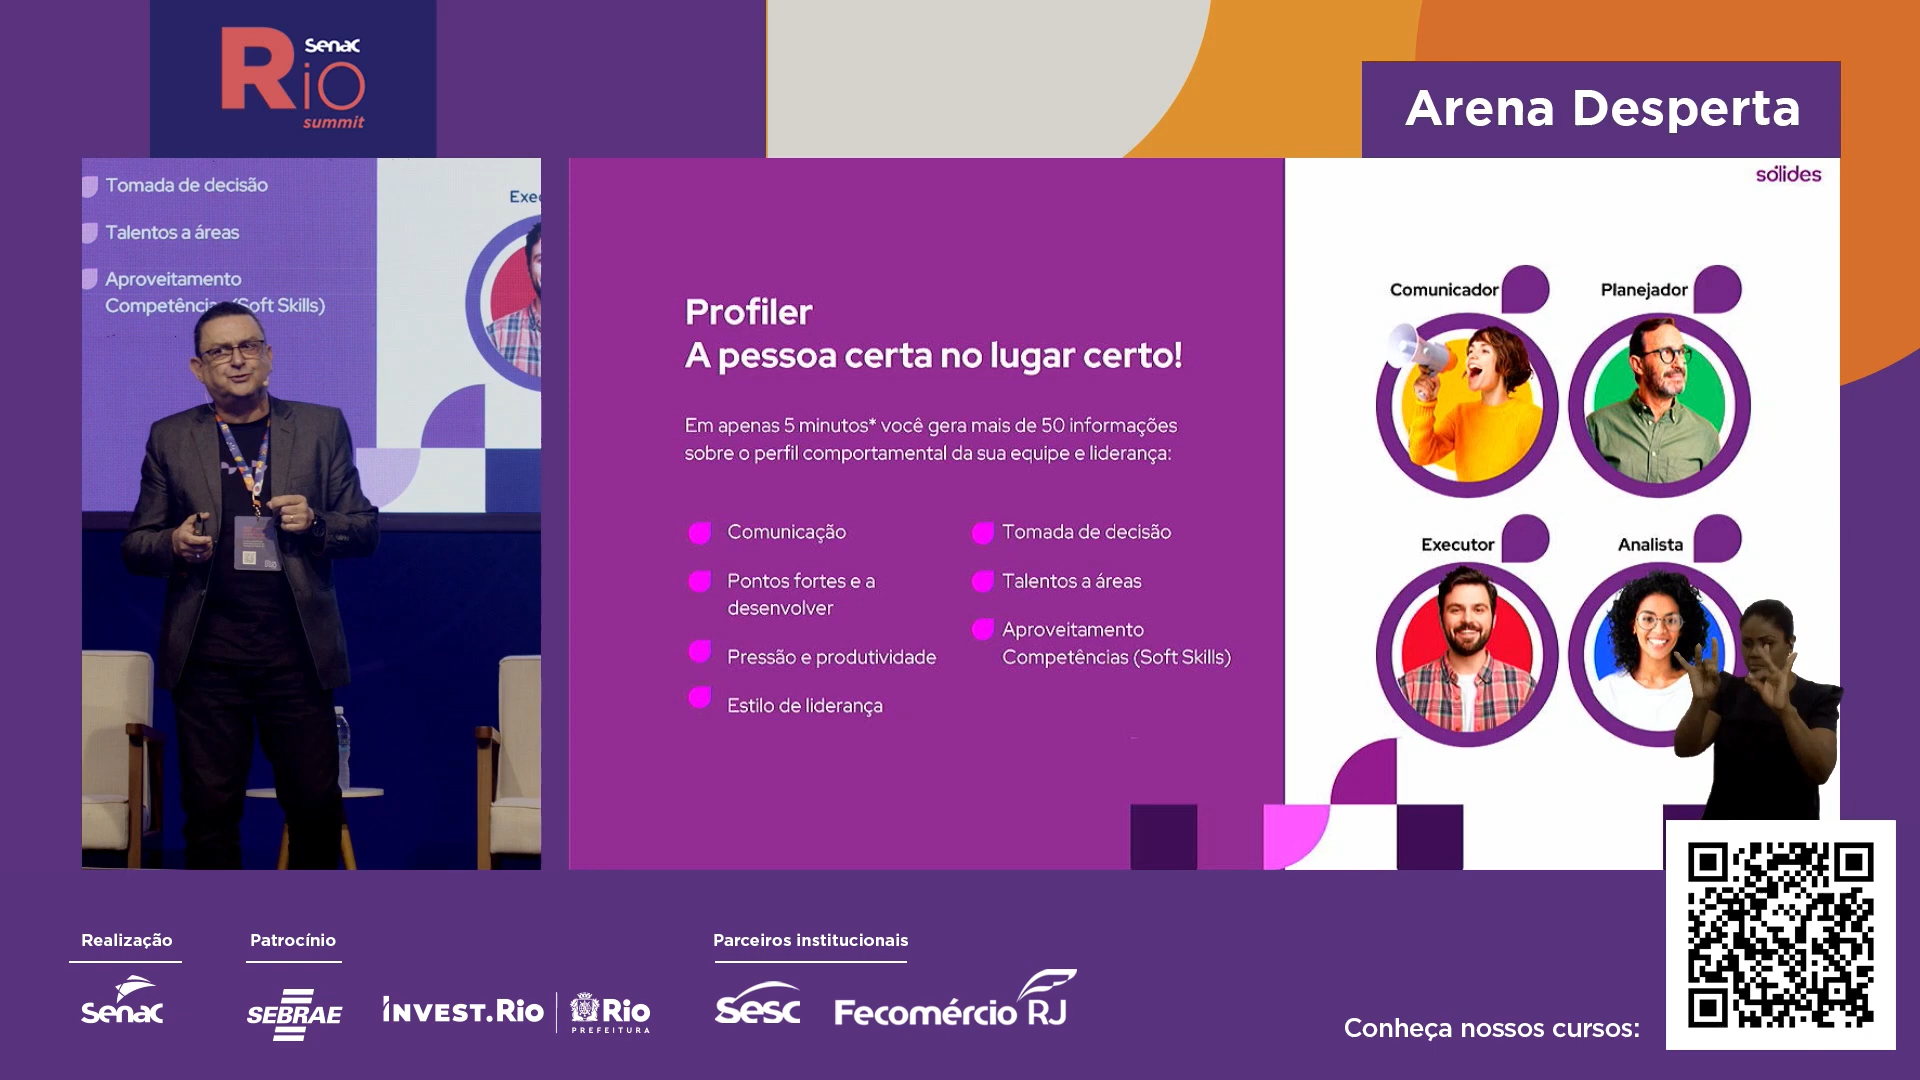 Senac
Rio
summit
Arena Desperta
Tomada de decisão
Talentos a áreas
Aproveitamento
Soft Skills)
sólides
Profiler
A pessoa certa no lugar certo!
Em apenas 5 minutos* você gera mais de 50 informações
sobre o perfil comportamental da sua equipe e liderança:
Comunicação
Pontos fortes e a
desenvolver
Pressão e produtividade
Estilo de liderança
Tomada de decisão
Talentos a áreas
Aproveitamento
Competências (Soft Skills)
Comunicador
Planejador
Executor
Analista
Realização
Senac
Patrocínio
SEBRAE
INVEST.Rio
Rio
PREFEITURA
Parceiros institucionais
Sesc
Fecomércio RJ
Conheça nossos cursos: